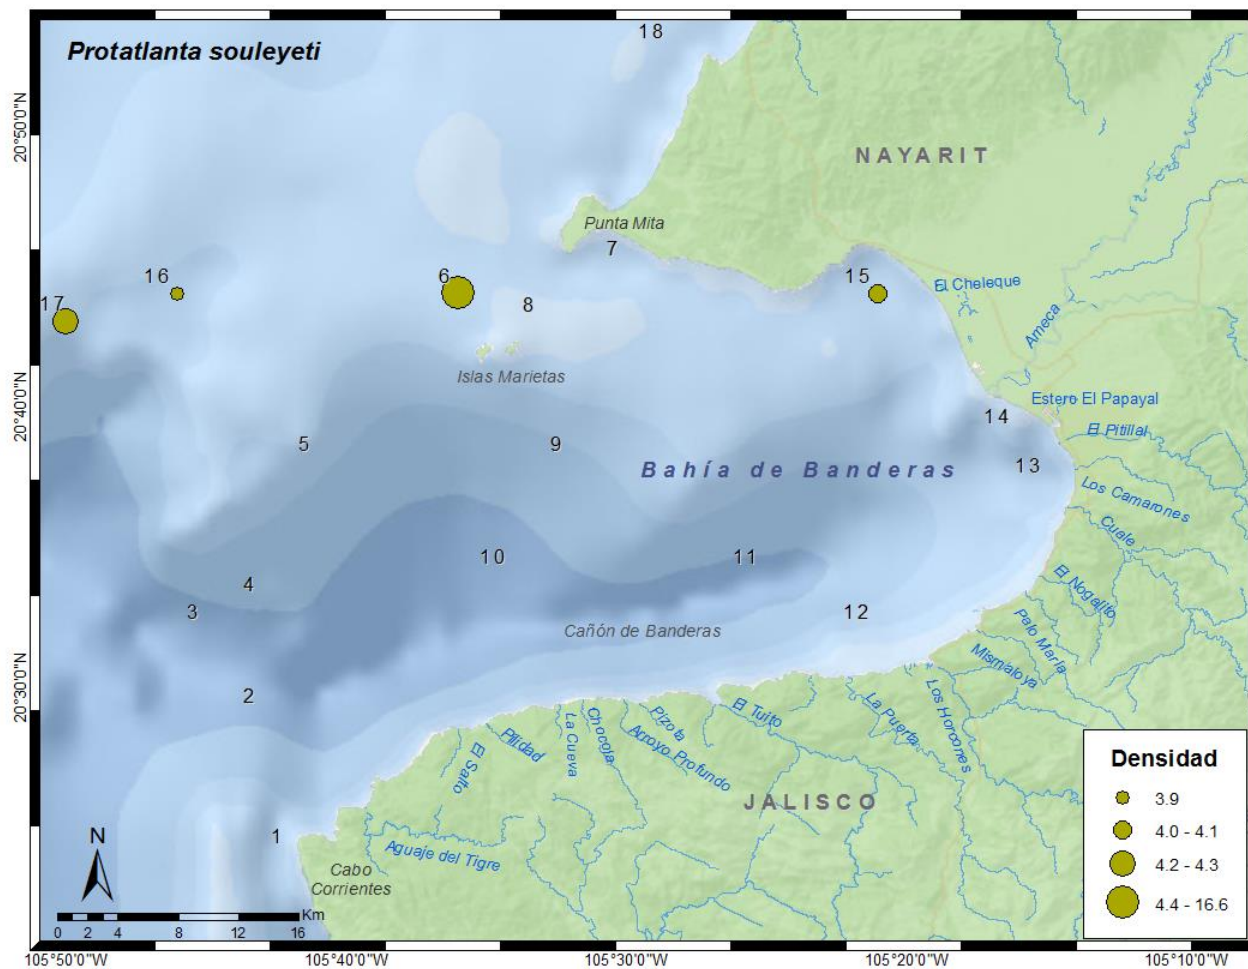 Protatlanta souleyeti
18
20°50'0"N
NAYARIT
Punta Mita
7
16
6
15
17
8
El Cheleque
Ameca
Islas Marietas
20°40'0"N
Estero El Papayal
14
El Pitillal
5
9
Bahía de Banderas
13
Los Camarones
Cuale
10
11
4
El Nogalito
3
12
Cañón de Banderas
Palo María
Mismaloya
20°30'0"N
2
El Salto
Pilidad
La Cueva
Chocola
Pizota
Arroyo Profundo
El Tuito
La Puerta
Los Horcones
Densidad
3.9
4.0 - 4.1
4.2 - 4.3
4.4 - 16.6
JALISCO
1
N
Aguaje del Tigre
Cabo
Corrientes
Km
0 2 4 8 12 16
105°50'0"W 105°40'0"W 105°30'0"W 105°20'0"W 105°10'0"W